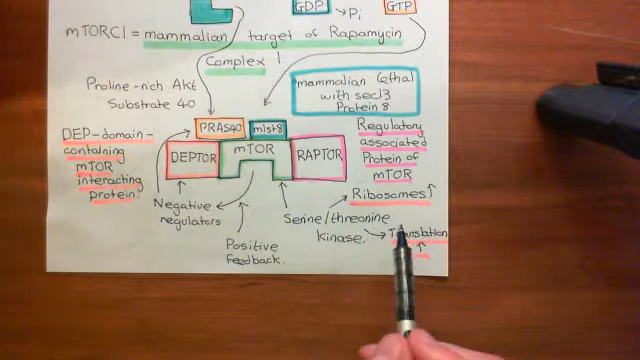 GDP
Pi
GTP
mTORC1 = mammalian target of Rapamycin
Complex 1
Proline-rich Akt
Substrate 40
mammalian lethal
with sec13
Protein 8
PRAS40
mlst8
DEPTOR
mTOR
RAPTOR
DEP-domain-
containing
mTOR
interacting
protein.
Regulatory
associated
Protein of
mTOR
Negative
regulators
Positive
feedback.
Serine/threonine
Kinase.
Ribosomes↑
Translation
↑